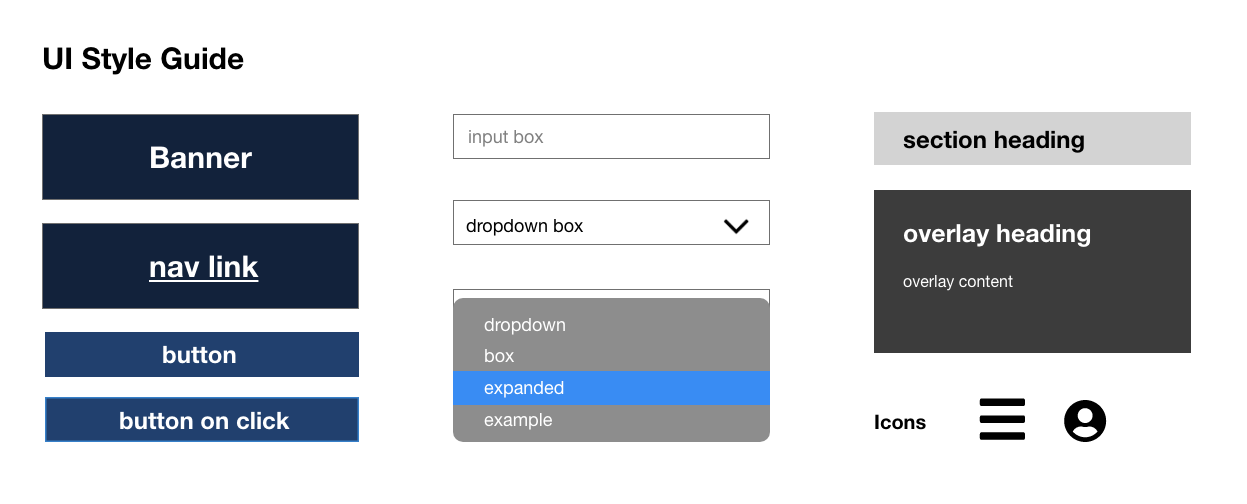 UI Style Guide
Banner
nav link
button
button on click
input box
dropdown box
dropdown
box
expanded
example
section heading
overlay heading
overlay content
Icons